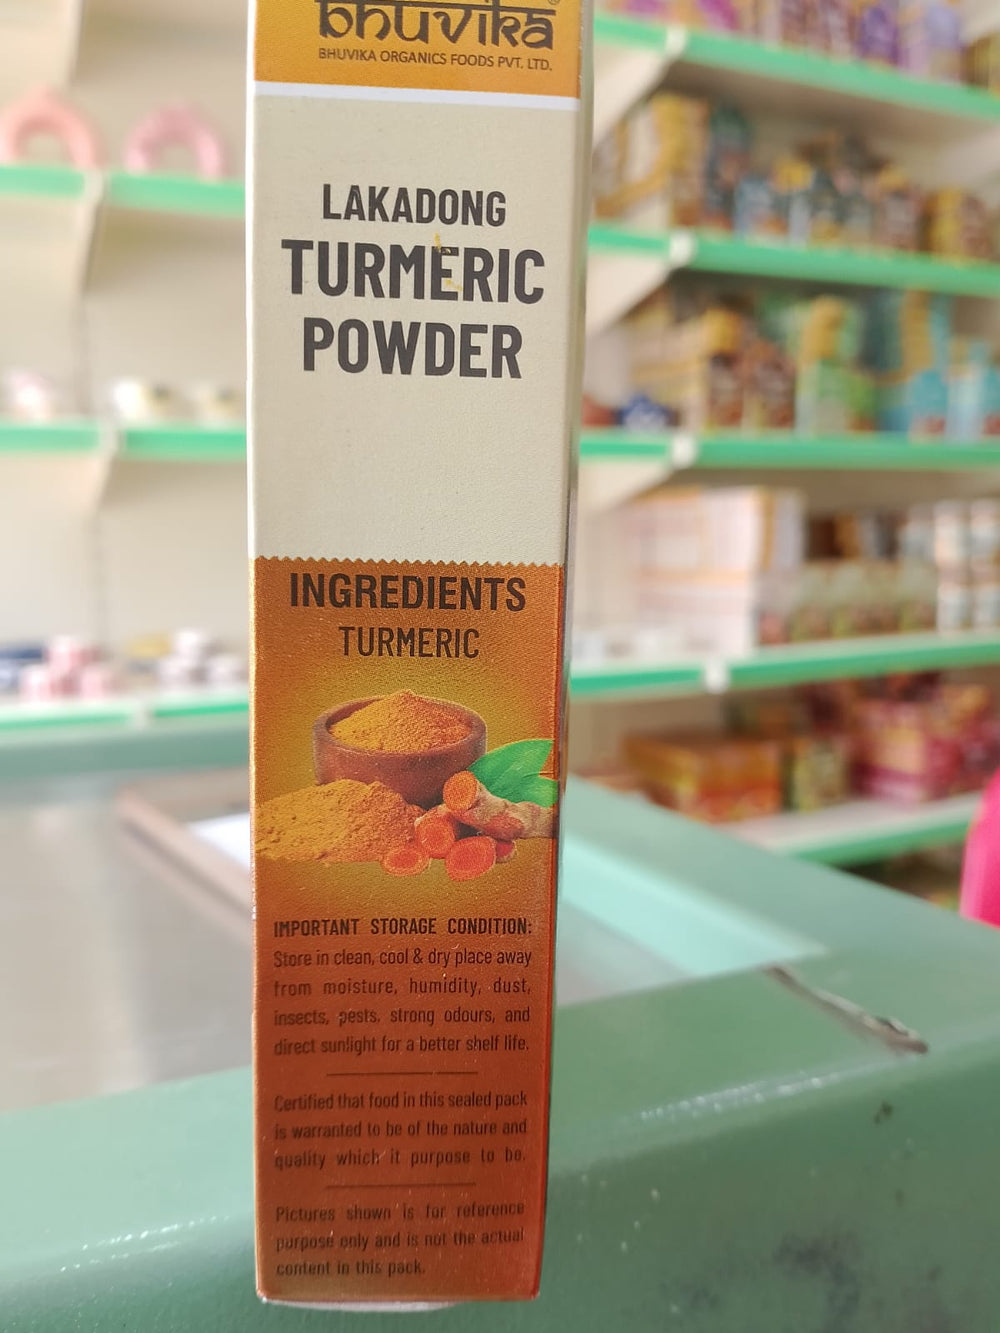 bhuvika®
BHUVIKA ORGANICS FOODS PVT. LTD.
LAKADONG
TURMERIC
POWDER
INGREDIENTS
TURMERIC
IMPORTANT STORAGE CONDITION:
Store in clean, cool & dry place away
from moisture, humidity, dust,
insects, pests, strong odours, and
direct sunlight for a better shelf life.
Certified that food in this sealed pack
is warranted to be of the nature and
quality which it purpose to be.
Pictures shown is for reference
purpose only and is not the actual
content in this pack.